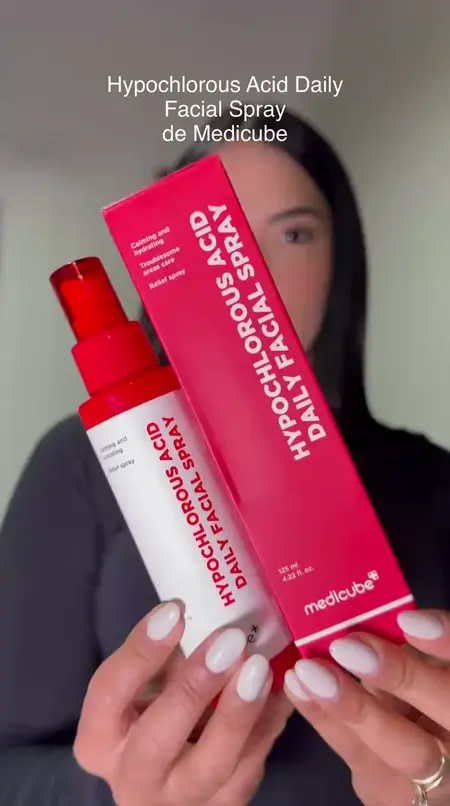 Hypochlorous Acid Daily
Facial Spray
de Medicube
Calming and
hydrating
Troublesome
areas care
Relief spray
HYPOCHLOROUS ACID
DAILY FACIAL SPRAY
125 ml
4.22 fl. oz.
medicube
Calming and
hydrating
Relief spray
HYPOCHLOROUS ACID
DAILY FACIAL SPRAY